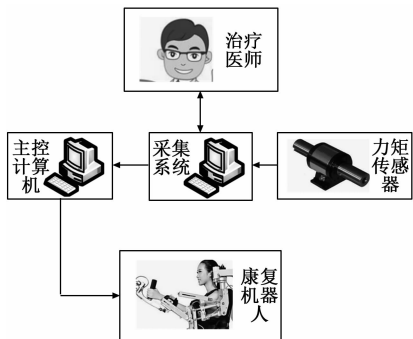 治疗
医师
主控
计算
机
采集
系统
力矩
传感
器
康复
机器
人